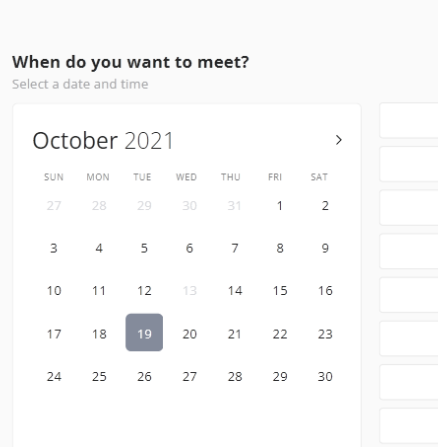 When do you want to meet?
Select a date and time
October 2021
SUN MON TUE WED THU FRI SAT
27 28 29 30 31 1 2
3 4 5 6 7 8 9
10 11 12 13 14 15 16
17 18 19 20 21 22 23
24 25 26 27 28 29 30